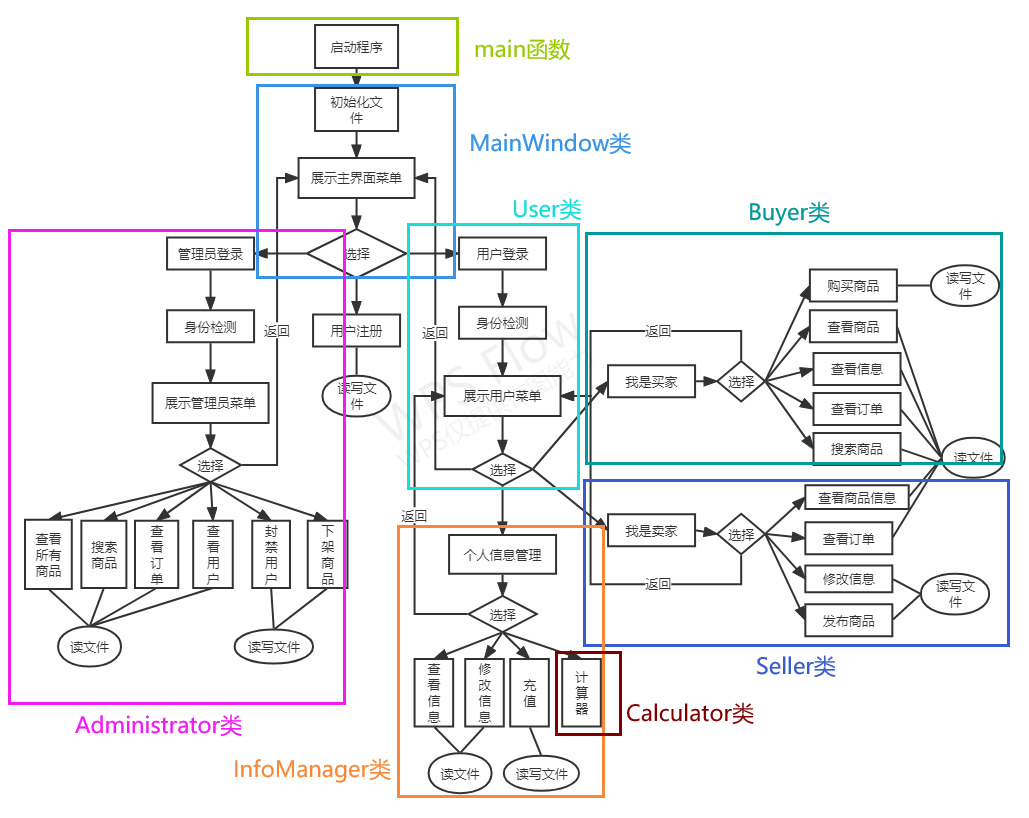 启动程序
main函数
初始化文
件
MainWindow类
展示主界面菜单
User类
Buyer类
管理员登录
选择
用户登录
购买商品
读写文
件
身份检测
返回
用户注册
返回
身份检测
返回
查看商品
查看信息
展示管理员菜单
读写文
件
展示用户菜单
我是买家
选择
查看订单
搜索商品
读文件
选择
选择
WPS Flow
返回
查看
所有
商品
搜索
商品
查看
订单
查看
用户
封禁
用户
下架
商品
个人信息管理
我是卖家
选择
查看商品信息
查看订单
返回
修改信息
读写文
件
发布商品
读文件
读写文件
选择
Seller类
查看信息
修改信息
充值
计算器
Calculator类
Administrator类
InfoManager类
读文件
读写文件